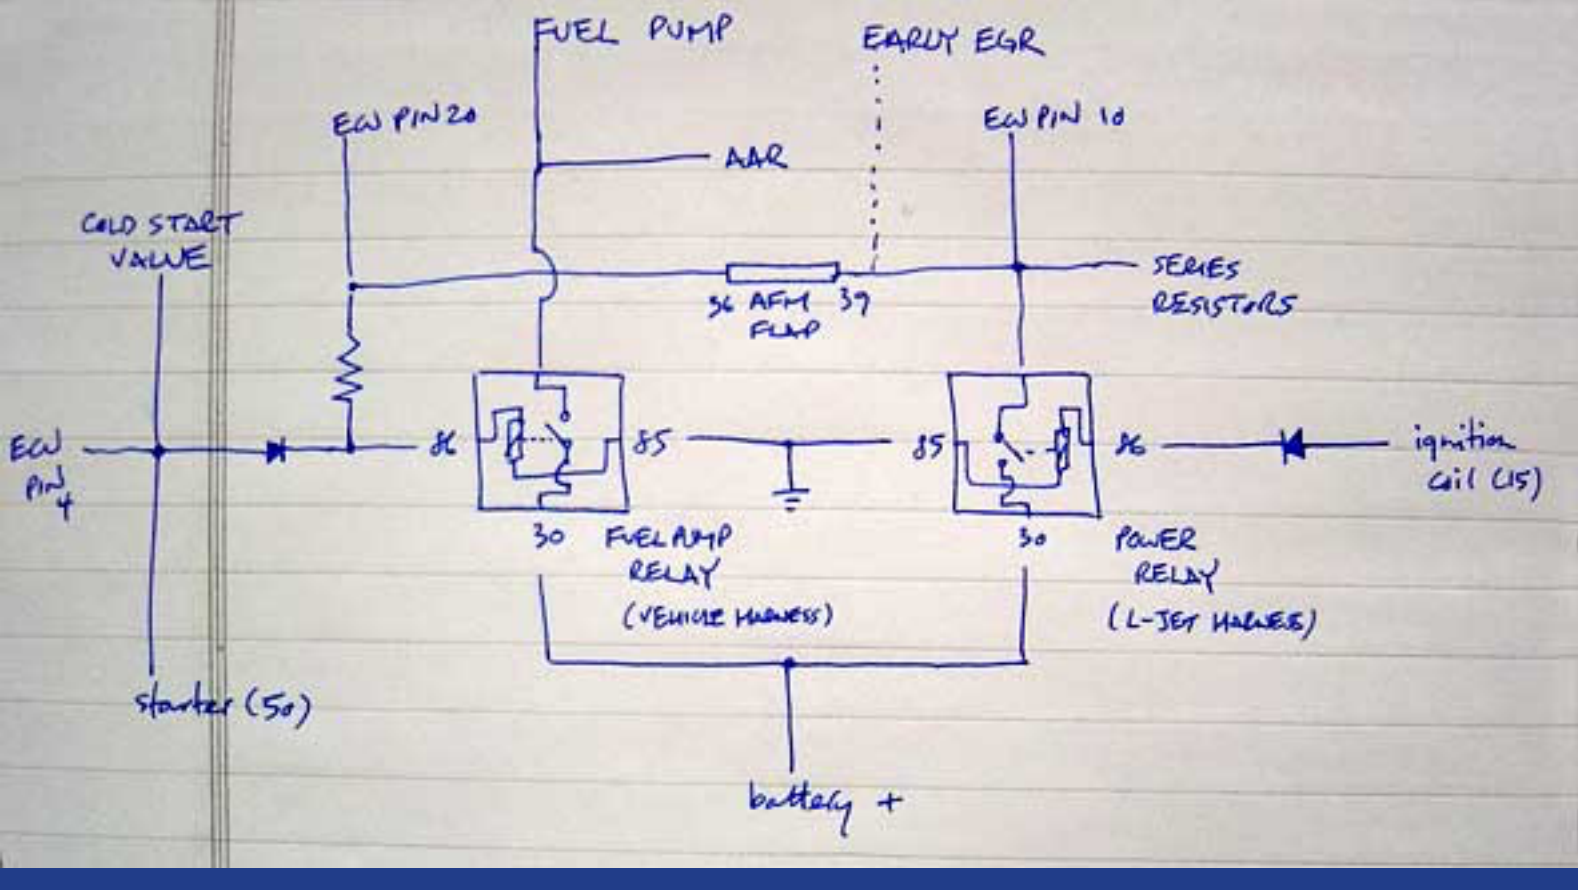 FUEL PUMP
EARLY EGR
ECU PIN 20
ECU PIN 10
AAR
COLD START
VALVE
SERIES
RESISTORS
36 AFM 39
FLAP
ECU
PIN
4
86
85
85
86
ignition
coil (15)
30
FUEL PUMP
RELAY
(VEHICLE HARNESS)
30
POWER
RELAY
(L-JET HARNESS)
starter (50)
battery +